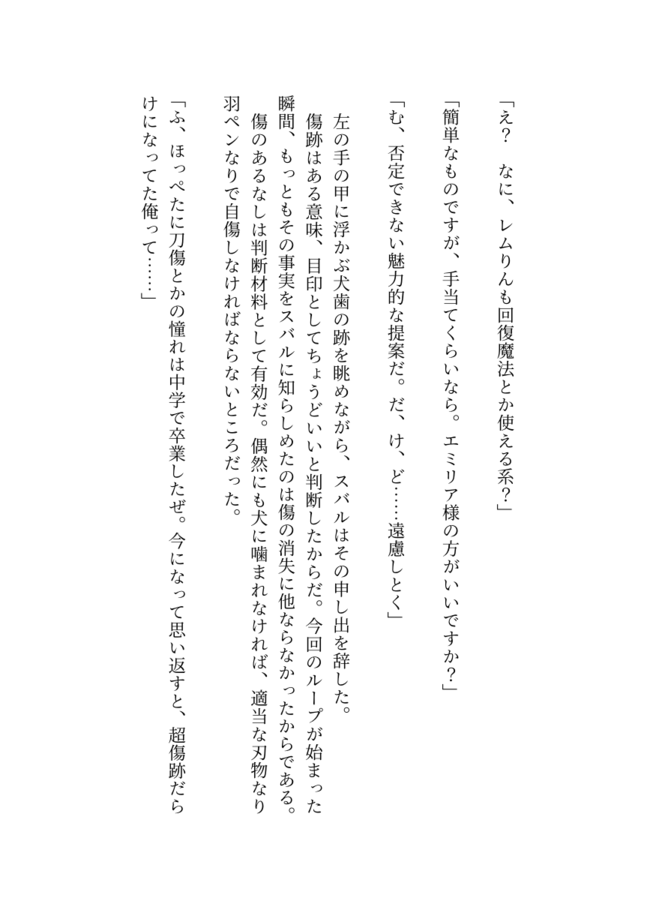 「え？　なに、レムりんも回復魔法とか使える系？」
「簡単なものですが、手当てくらいなら。エミリア様の方がいいですか？」
「む、否定できない魅力的な提案だ。だ、け、ど……遠慮しとく」
　左の手の甲に浮かぶ犬歯の跡を眺めながら、スバルはその申し出を辞した。
　傷跡はある意味、目印としてちょうどいいと判断したからだ。今回のループが始まった
瞬間、もっともその事実をスバルに知らしめたのは傷の消失に他ならなかったからである。
　傷のあるなしは判断材料として有効だ。偶然にも犬に噛まれなければ、適当な刃物なり
羽ペンなりで自傷しなければならないところだった。
「ふ、ほっぺたに刀傷とかの憧れは中学で卒業したぜ。今になって思い返すと、超傷跡だら
けになってた俺って……」